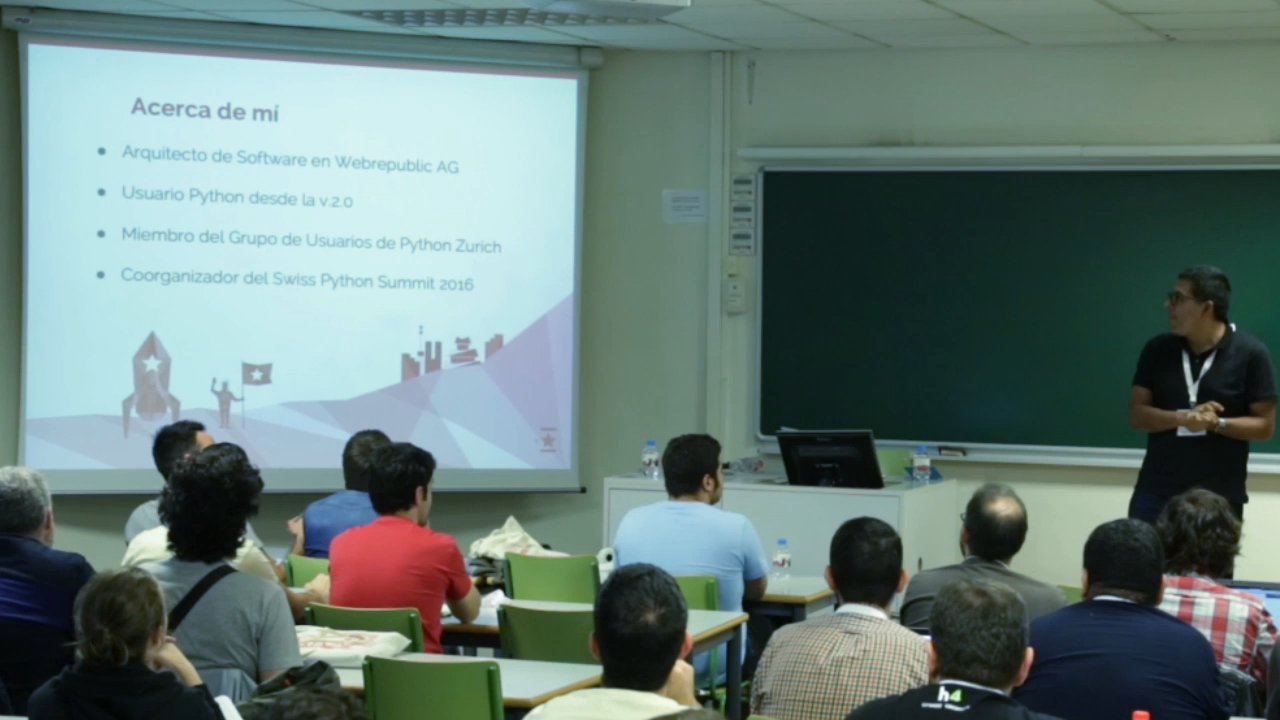 Acerca de mí
Arquitecto de Software en Webrepublic AG
Usuario Python desde la v.2.0
Miembro del Grupo de Usuarios de Python Zurich
Coorganizador del Swiss Python Summit 2016
h4